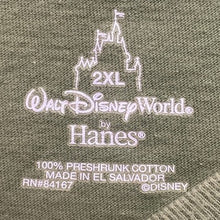 2XL
Walt Disney World®
by
Hanes®
100% PRESHRUNK COTTON
MADE IN EL SALVADOR
RN#84167 ©DISNEY